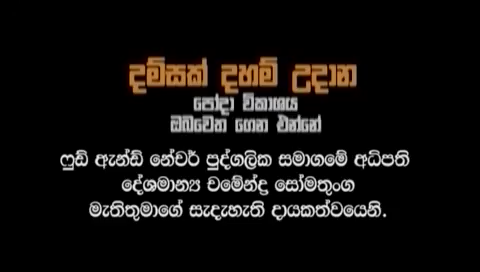 දම්සක් දහම් උදාන
පෝදා විකාශය
ඔබවෙත ගෙන එන්නේ
ෆුඩ් ඇන්ඩ් නේචර් පුද්ගලික සමාගමේ අධිපති
දේශමාන්‍ය චමේන්ද්‍ර සෝමතුංග
මැතිතුමාගේ සැදැහැති දායකත්වයෙනි.